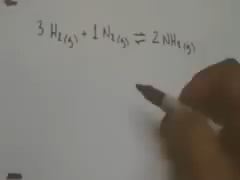 3 H₂(g) + 1 N₂(g) ⇌ 2 NH₃(g)